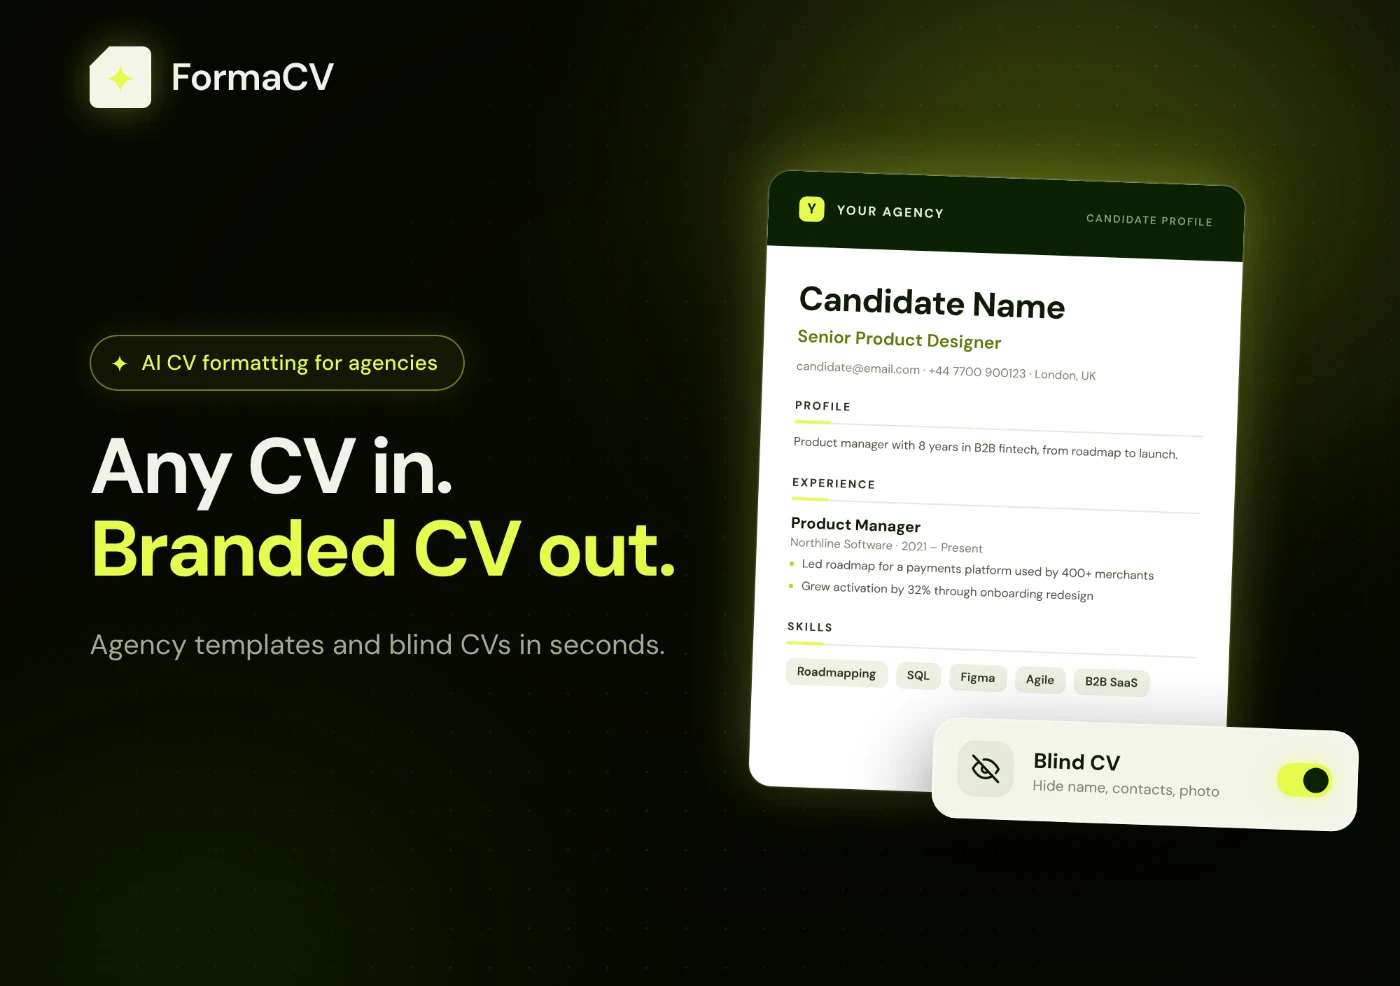 FormaCV
AI CV formatting for agencies
Any CV in.
Branded CV out.
Agency templates and blind CVs in seconds.
Y YOUR AGENCY
CANDIDATE PROFILE
Candidate Name
Senior Product Designer
candidate@email.com · +44 7700 900123 · London, UK
PROFILE
Product manager with 8 years in B2B fintech, from roadmap to launch.
EXPERIENCE
Product Manager
Northline Software · 2021 – Present
• Led roadmap for a payments platform used by 400+ merchants
• Grew activation by 32% through onboarding redesign
SKILLS
Roadmapping SQL Figma Agile B2B SaaS
Blind CV
Hide name, contacts, photo